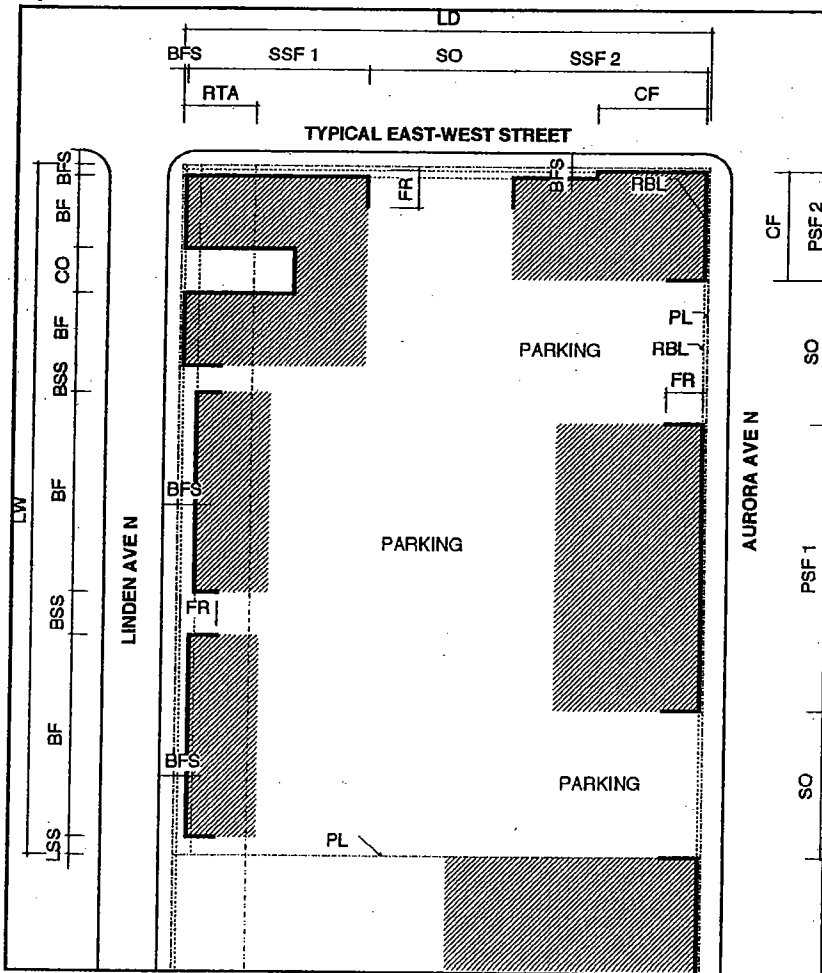 LD
BFS SSF 1 SO SSF 2
RTA CF
TYPICAL EAST-WEST STREET
BFS
BF
CO
BF
BSS
BF
BSS
BF
LSS
LW
LINDEN AVE N
FR
BFS
RBL
CF
PSF 2
PL
PARKING
RBL
SO
FR
BFS
PARKING
AURORA AVE N
PSF 1
FR
BFS
PARKING
SO
PL